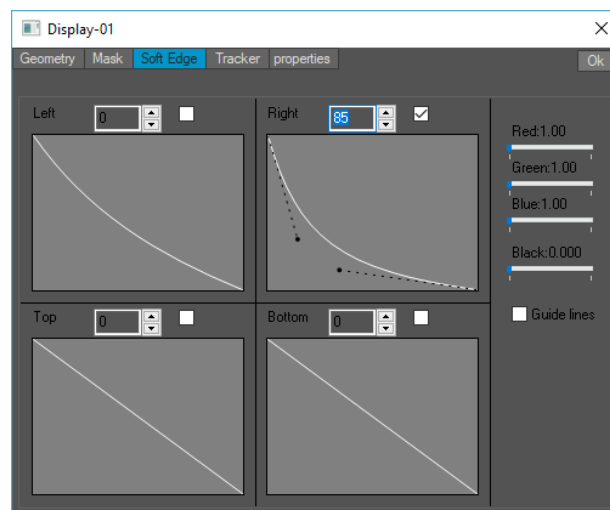 Display-01
Geometry Mask Soft Edge Tracker properties Ok
Left 0 Right 85
Red:1.00
Green:1.00
Blue:1.00
Black:0.000
Top 0 Bottom 0 Guide lines